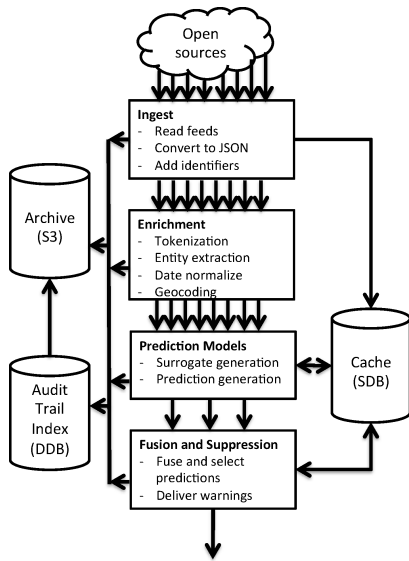 Open
sources
Ingest
- Read feeds
- Convert to JSON
- Add identifiers
Archive
(S3)
Enrichment
- Tokenization
- Entity extraction
- Date normalize
- Geocoding
Prediction Models
- Surrogate generation
- Prediction generation
Cache
(SDB)
Audit
Trail
Index
(DDB)
Fusion and Suppression
- Fuse and select
predictions
- Deliver warnings